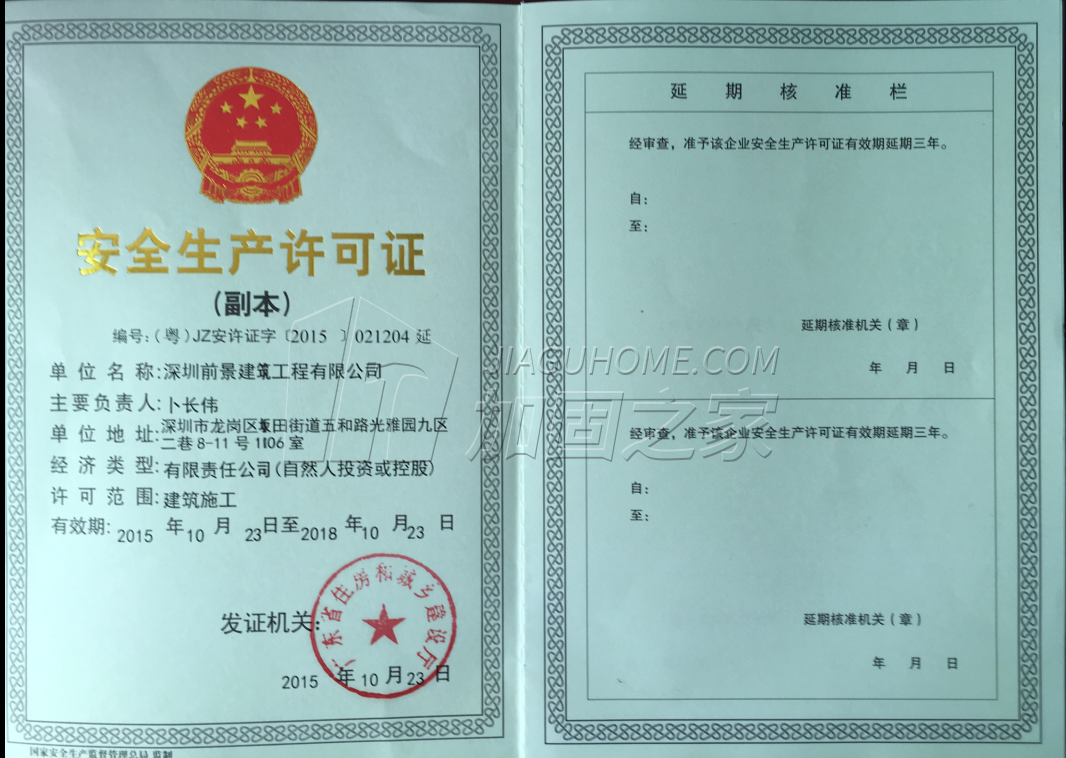 安全生产许可证
(副本)
编号:(粤)JZ安许证字〔2015 〕021204 延
单位名称:深圳前景建筑工程有限公司
主要负责人:卜长伟
单位地址:深圳市龙岗区坂田街道五和路光雅园九区
二巷8-11号1106室
经济类型:有限责任公司(自然人投资或控股)
许可范围:建筑施工
有效期:2015 年10 月 23日至2018 年10 月23 日
发证机关:
广东省住房和城乡建设厅
2015 年 10 月 23 日
国家安全生产监督管理总局 监制
延期核准栏
经审查,准予该企业安全生产许可证有效期延期三年。
自:
至:
延期核准机关(章)
年 月 日
经审查,准予该企业安全生产许可证有效期延期三年。
自:
至:
延期核准机关(章)
年 月 日
JIAGUHOME.COM
加固之家